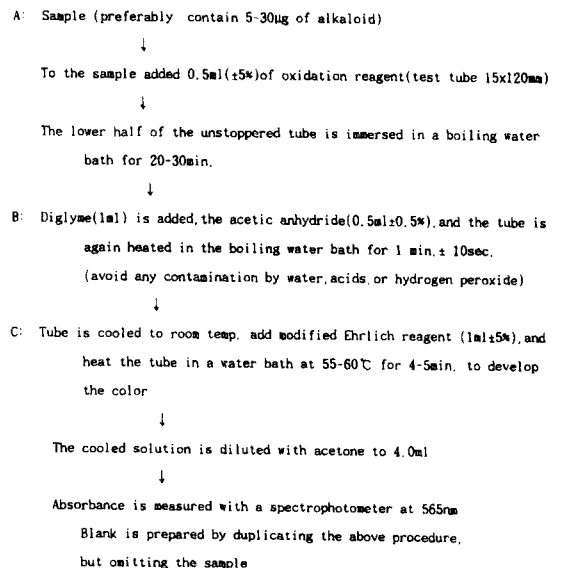 A: Sample (preferably contain 5-30μg of alkaloid)
↓
To the sample added 0.5ml(±5%)of oxidation reagent(test tube 15x120mm)
↓
The lower half of the unstoppered tube is immersed in a boiling water
bath for 20-30min.
↓
B: Diglyme(1ml) is added,the acetic anhydride(0.5ml±0.5%),and the tube is
again heated in the boiling water bath for 1 min.± 10sec.
(avoid any contamination by water,acids,or hydrogen peroxide)
↓
C: Tube is cooled to room temp. add modified Ehrlich reagent (1ml±5%),and
heat the tube in a water bath at 55-60℃ for 4-5min. to develop
the color
↓
The cooled solution is diluted with acetone to 4.0ml
↓
Absorbance is measured with a spectrophotometer at 565nm
Blank is prepared by duplicating the above procedure,
but omitting the sample